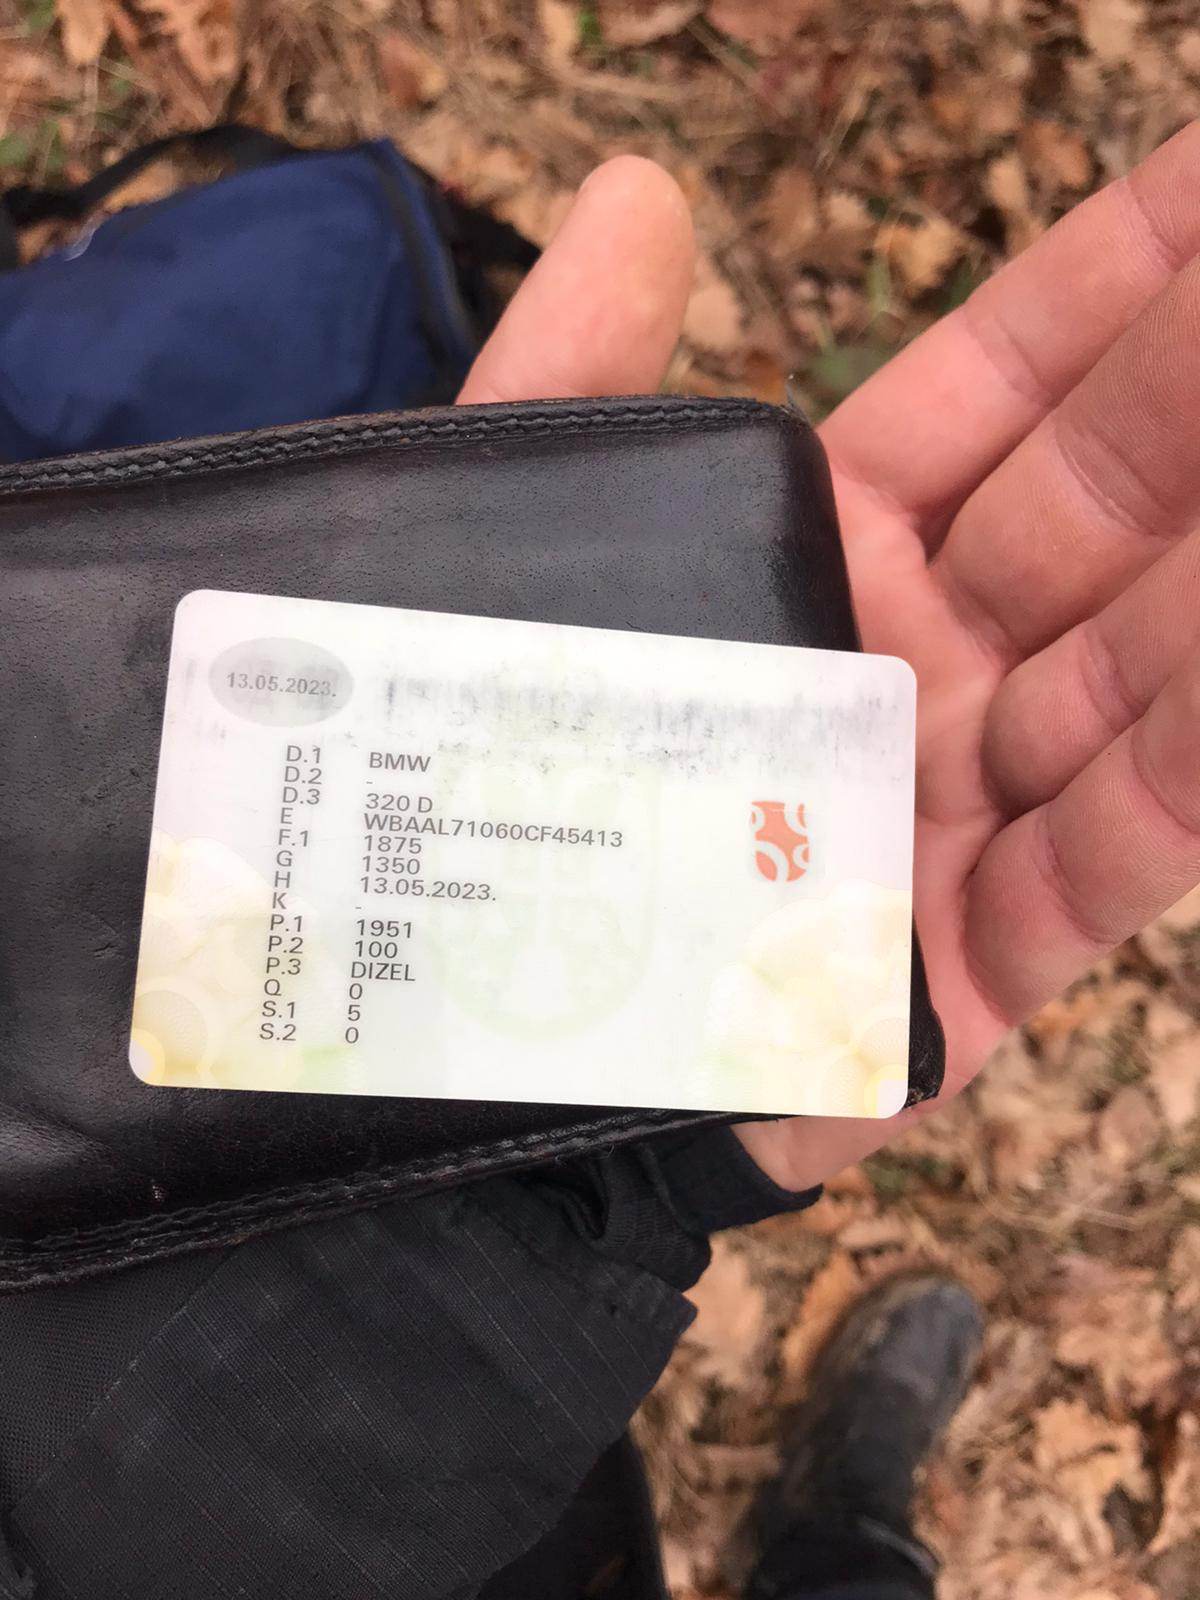 13.05.2023.
D.1 BMW
D.2 -
D.3 320 D
E WBAAL71060CF45413
F.1 1875
G 1350
H 13.05.2023.
K -
P.1 1951
P.2 100
P.3 DIZEL
Q 0
S.1 5
S.2 0